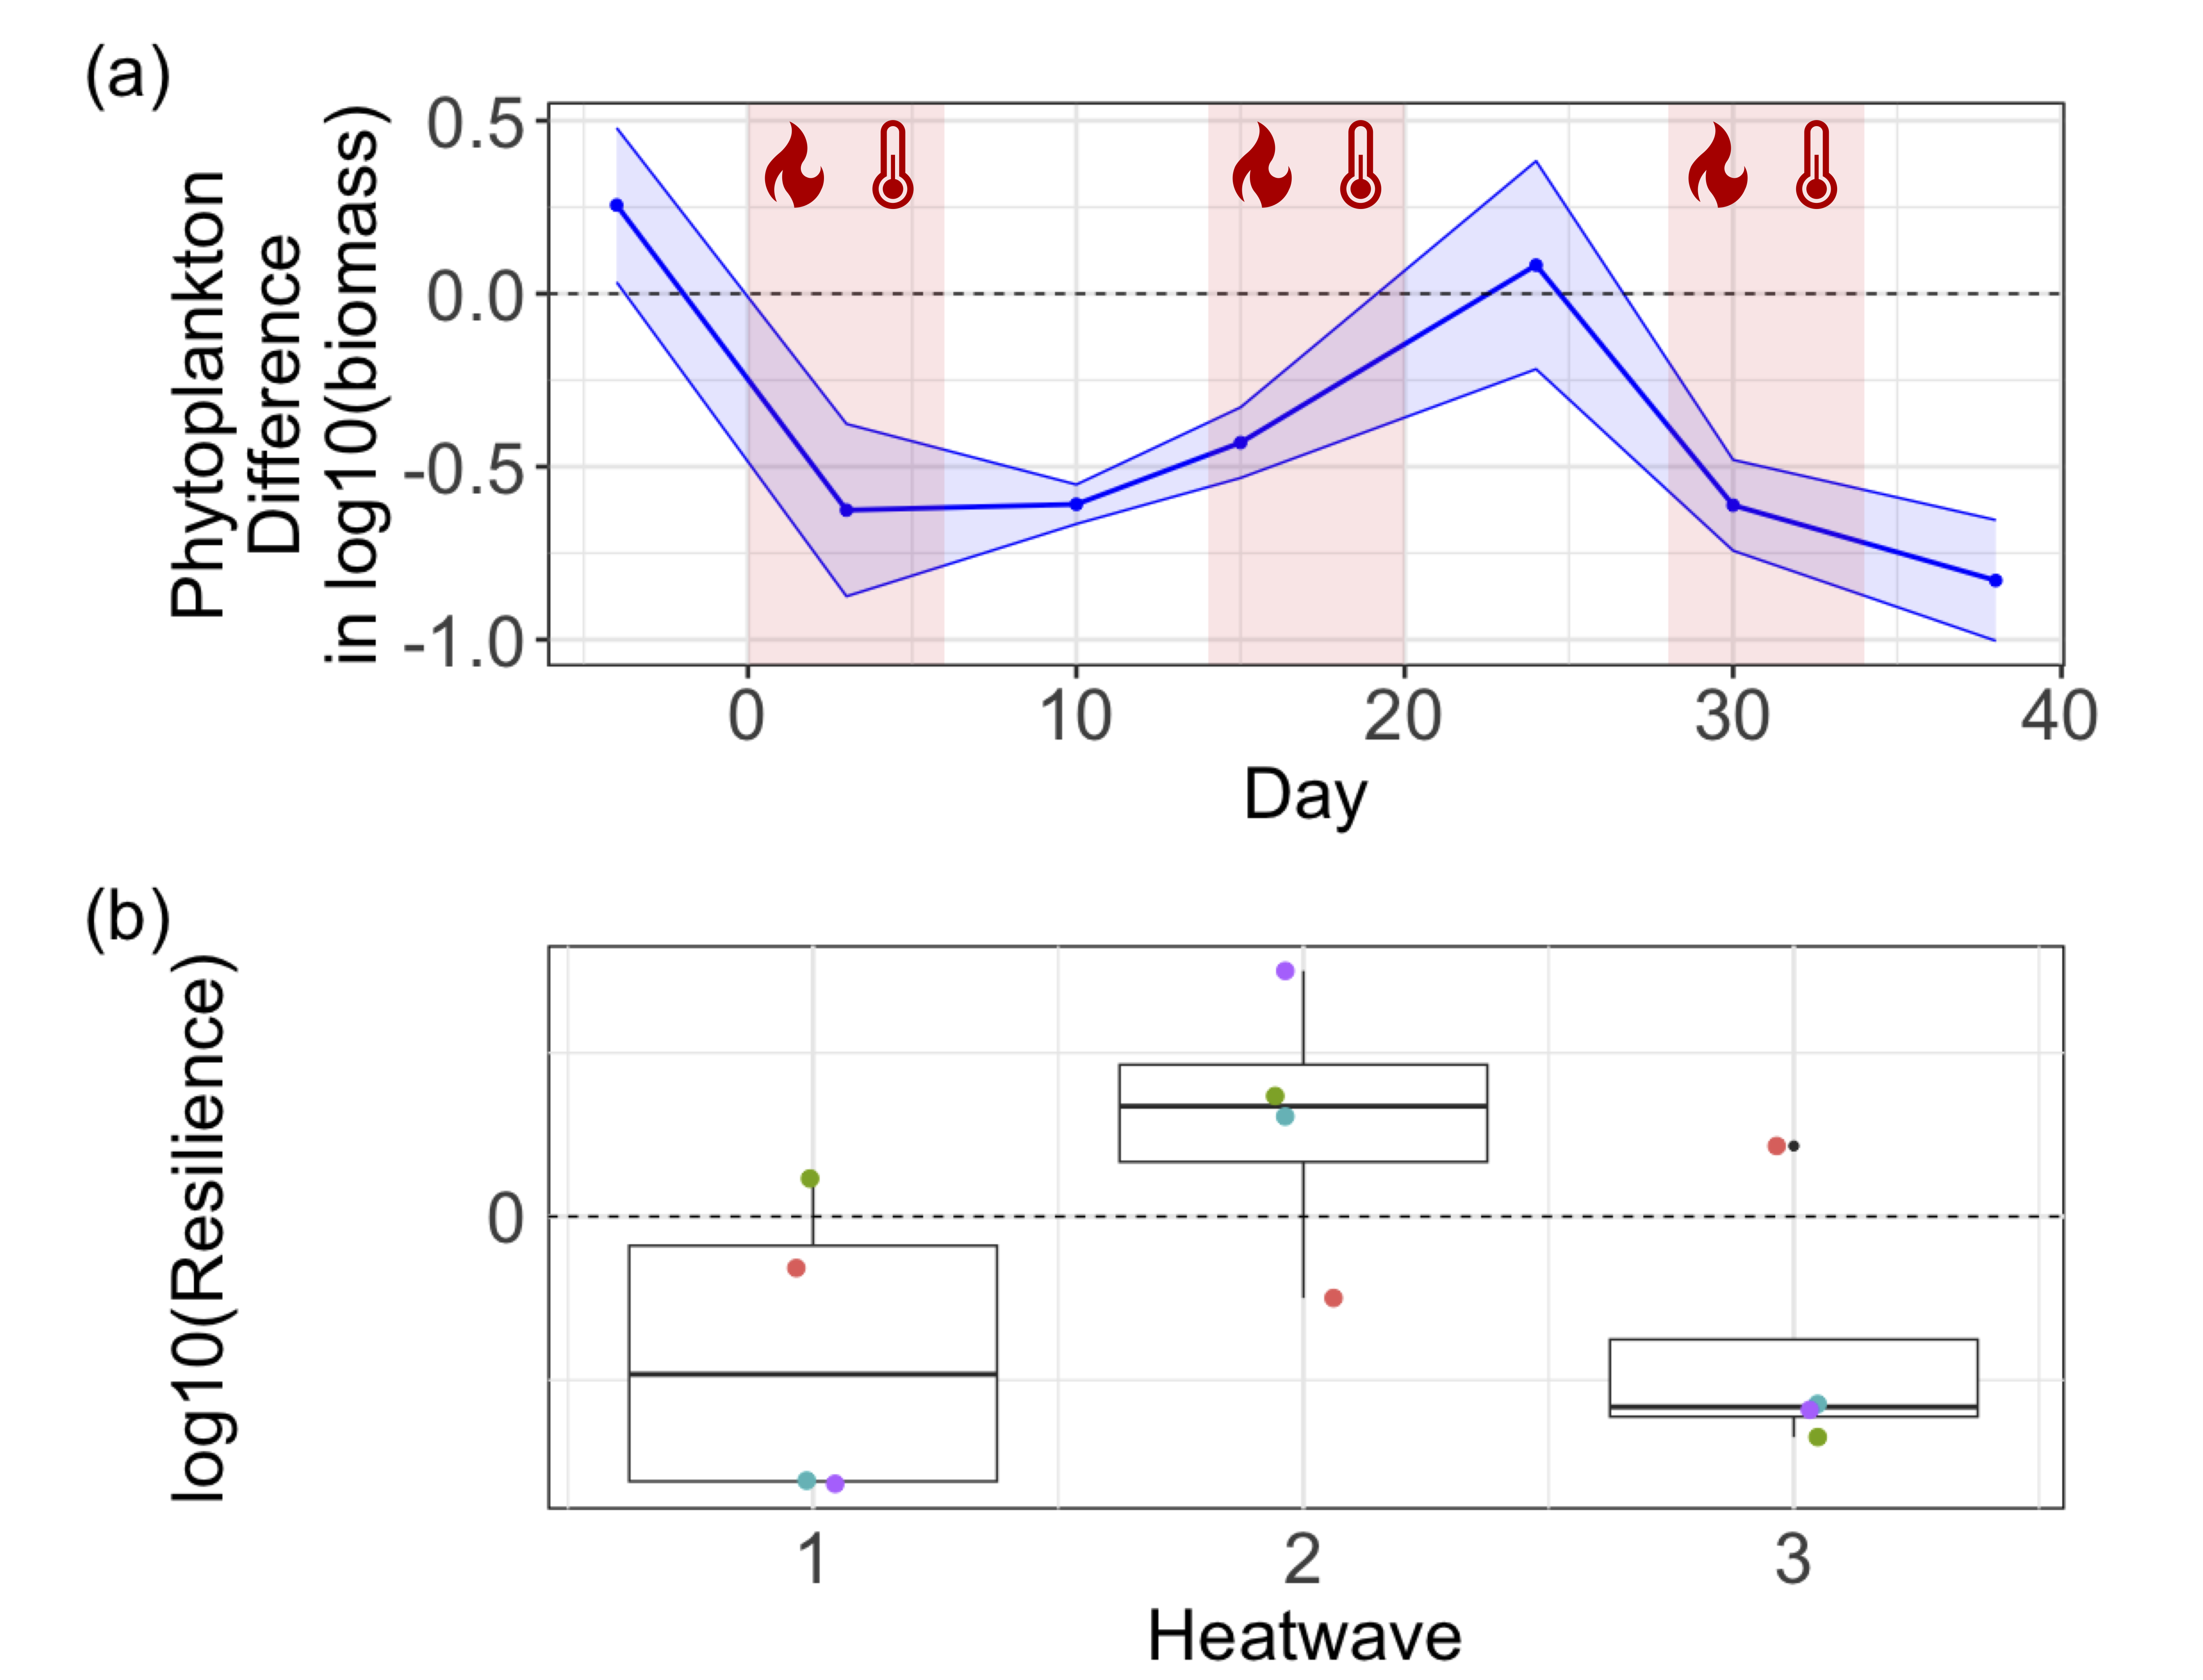 (a)
Phytoplankton
Difference
in log10(biomass)
0.5
0.0
-0.5
-1.0
0 10 20 30 40
Day
(b)
log10(Resilience)
0
1 2 3
Heatwave